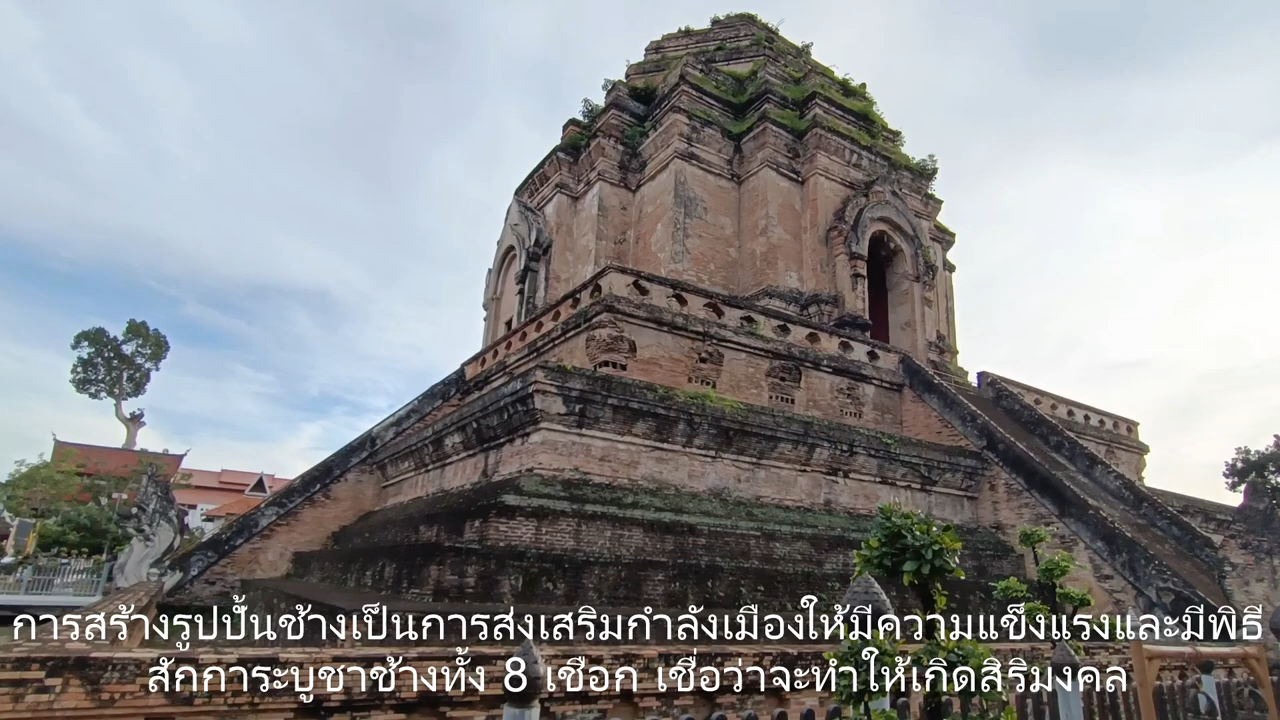 การสร้างรูปปั้นช้างเป็นการส่งเสริมกำลังเมืองให้มีความแข็งแรงและมีพิธี
สักการะบูชาช้างทั้ง 8 เชือก เชื่อว่าจะทำให้เกิดสิริมงคล